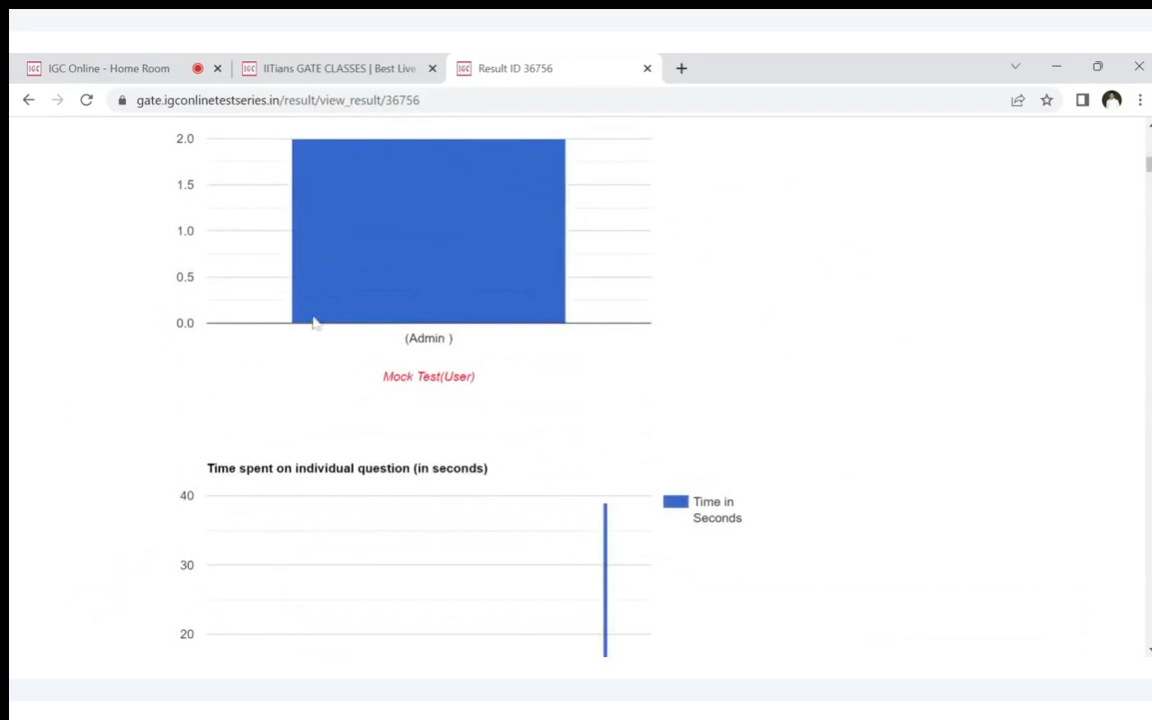 IGC Online - Home Room
IITians GATE CLASSES | Best Live
Result ID 36756
gate.igconlinetestseries.in/result/view_result/36756
2.0
1.5
1.0
0.5
0.0
(Admin )
Mock Test(User)
Time spent on individual question (in seconds)
40
Time in
Seconds
30
20